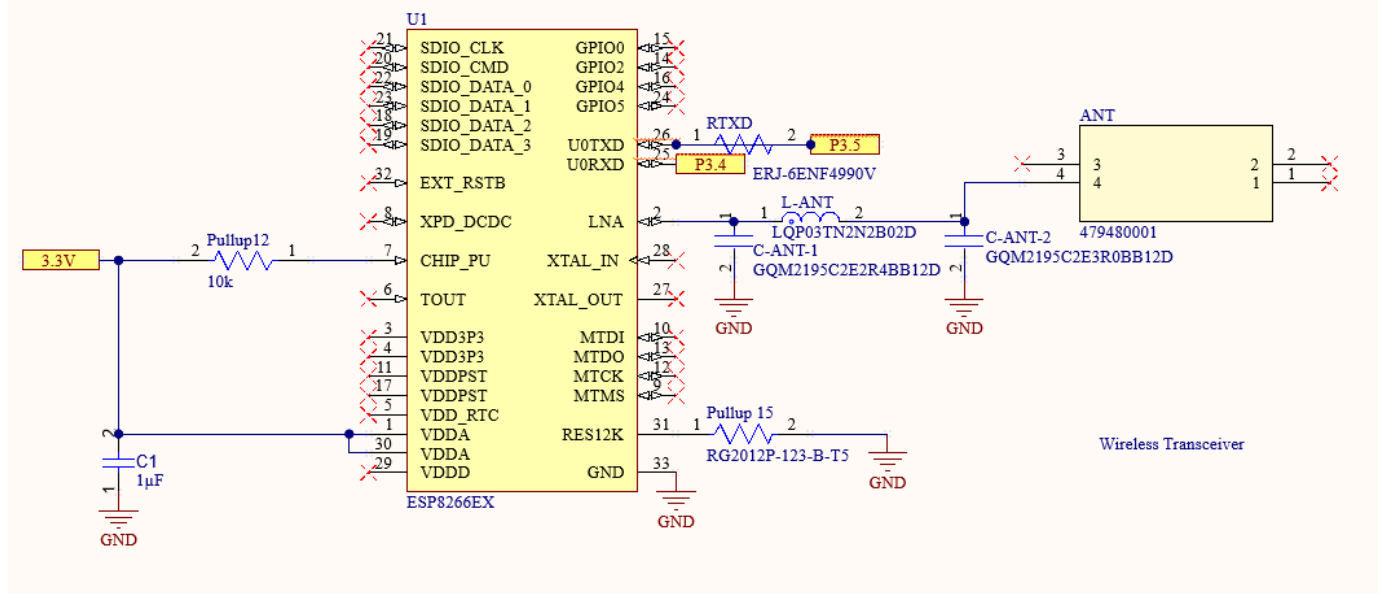 U1
21 SDIO_CLK GPIO0 15
20 SDIO_CMD GPIO2 14
22 SDIO_DATA_0 GPIO4 16
23 SDIO_DATA_1 GPIO5 24
18 SDIO_DATA_2
19 SDIO_DATA_3 U0TXD 26
U0RXD 25
32 EXT_RSTB
8 XPD_DCDC LNA 2
7 CHIP_PU XTAL_IN 28
6 TOUT XTAL_OUT 27
3 VDD3P3 MTDI 10
4 VDD3P3 MTDO 13
11 VDDPST MTCK 12
17 VDDPST MTMS 9
5 VDD_RTC
1 VDDA RES12K 31
30 VDDA
29 VDDD GND 33
ESP8266EX
3.3V
2 Pullup12 1
10k
2
C1
1µF
1
GND
RTXD
1 2
P3.5
P3.4
ERJ-6ENF4990V
L-ANT
1 2
LQP03TN2N2B02D
1
C-ANT-1
2
GQM2195C2E2R4BB12D
GND
1
C-ANT-2
2
GQM2195C2E3R0BB12D
GND
ANT
3 3 2 2
4 4 1 1
479480001
Pullup 15
1 2
RG2012P-123-B-T5
GND
GND
Wireless Transceiver